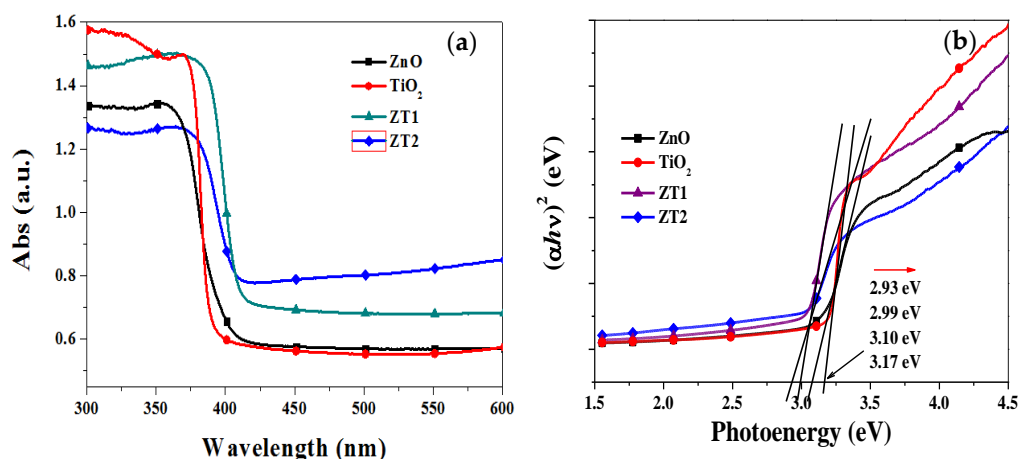 (a)
ZnO
TiO₂
ZT1
ZT2
1.6
1.4
1.2
1.0
0.8
0.6
Abs (a.u.)
300 350 400 450 500 550 600
Wavelength (nm)
(b)
ZnO
TiO₂
ZT1
ZT2
(αhν)² (eV)
2.93 eV
2.99 eV
3.10 eV
3.17 eV
1.5 2.0 2.5 3.0 3.5 4.0 4.5
Photoenergy (eV)